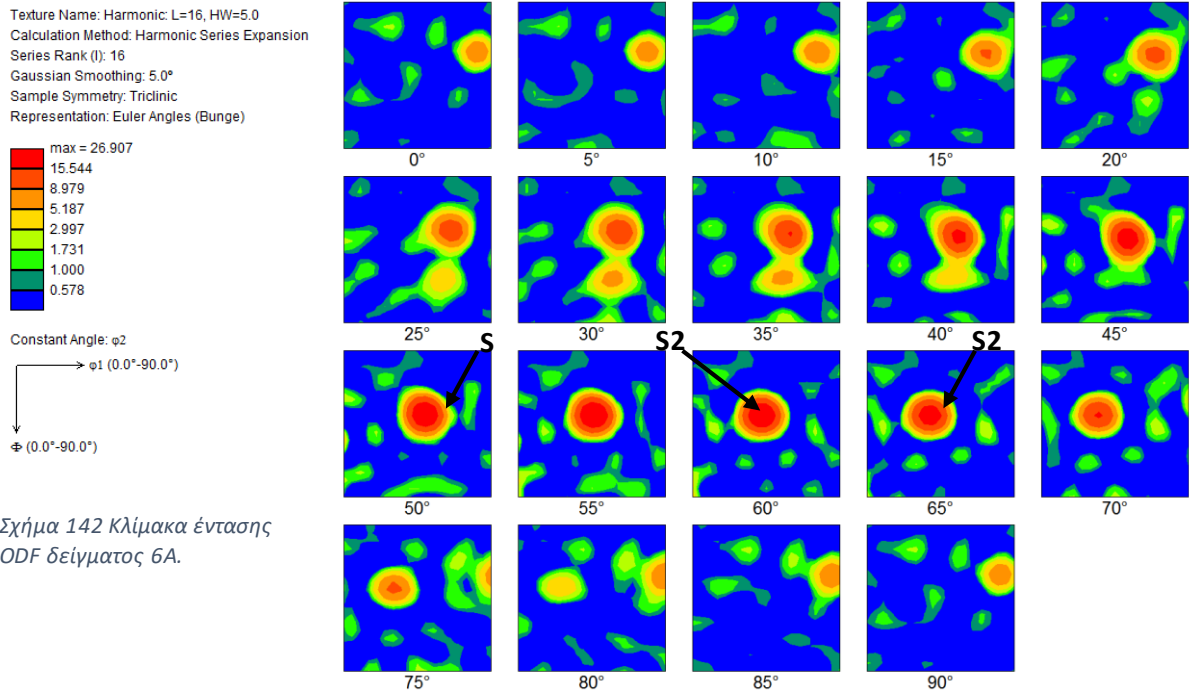 Texture Name: Harmonic: L=16, HW=5.0
Calculation Method: Harmonic Series Expansion
Series Rank (l): 16
Gaussian Smoothing: 5.0°
Sample Symmetry: Triclinic
Representation: Euler Angles (Bunge)
max = 26.907
15.544
8.979
5.187
2.997
1.731
1.000
0.578
Constant Angle: φ2
φ1 (0.0°-90.0°)
Φ (0.0°-90.0°)
Σχήμα 142 Κλίμακα έντασης
ODF δείγματος 6Α.
0° 5° 10° 15° 20°
25° 30° 35° 40° 45°
S S2 S2
50° 55° 60° 65° 70°
75° 80° 85° 90°